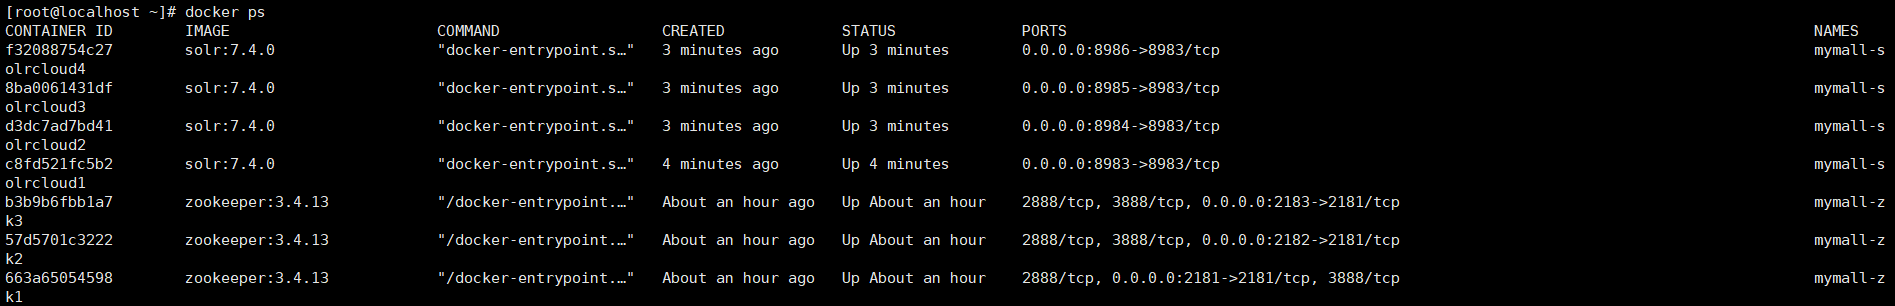 [root@localhost ~]# docker ps
CONTAINER ID        IMAGE                       COMMAND                  CREATED             STATUS              PORTS                                                                                   NAMES
f32088754c27        solr:7.4.0                  "docker-entrypoint.s…"   3 minutes ago       Up 3 minutes        0.0.0.0:8986->8983/tcp                                                                  mymall-s
olrcloud4
8ba0061431df        solr:7.4.0                  "docker-entrypoint.s…"   3 minutes ago       Up 3 minutes        0.0.0.0:8985->8983/tcp                                                                  mymall-s
olrcloud3
d3dc7ad7bd41        solr:7.4.0                  "docker-entrypoint.s…"   3 minutes ago       Up 3 minutes        0.0.0.0:8984->8983/tcp                                                                  mymall-s
olrcloud2
c8fd521fc5b2        solr:7.4.0                  "docker-entrypoint.s…"   4 minutes ago       Up 4 minutes        0.0.0.0:8983->8983/tcp                                                                  mymall-s
olrcloud1
b3b9b6fbb1a7        zookeeper:3.4.13            "/docker-entrypoint.…"   About an hour ago   Up About an hour    2888/tcp, 3888/tcp, 0.0.0.0:2183->2181/tcp                                              mymall-z
k3
57d5701c3222        zookeeper:3.4.13            "/docker-entrypoint.…"   About an hour ago   Up About an hour    2888/tcp, 3888/tcp, 0.0.0.0:2182->2181/tcp                                              mymall-z
k2
663a65054598        zookeeper:3.4.13            "/docker-entrypoint.…"   About an hour ago   Up About an hour    2888/tcp, 0.0.0.0:2181->2181/tcp, 3888/tcp                                              mymall-z
k1